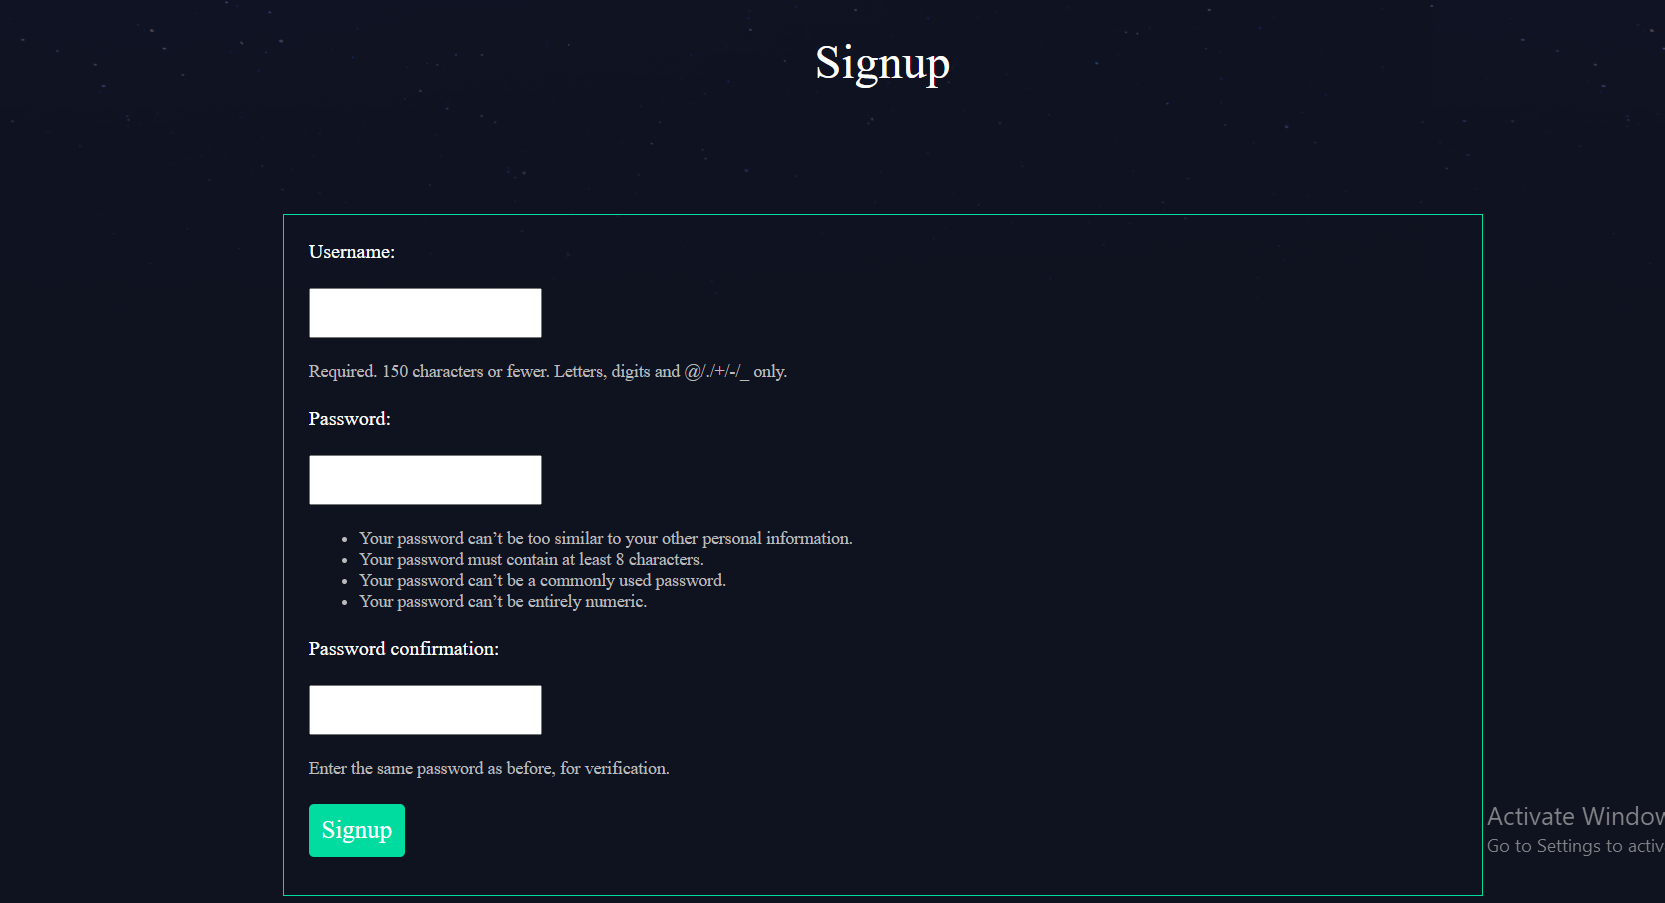 Signup
Username:
Required. 150 characters or fewer. Letters, digits and @/./+/-/_ only.
Password:
Your password can’t be too similar to your other personal information.
Your password must contain at least 8 characters.
Your password can’t be a commonly used password.
Your password can’t be entirely numeric.
Password confirmation:
Enter the same password as before, for verification.
Signup
Activate Window
Go to Settings to activ